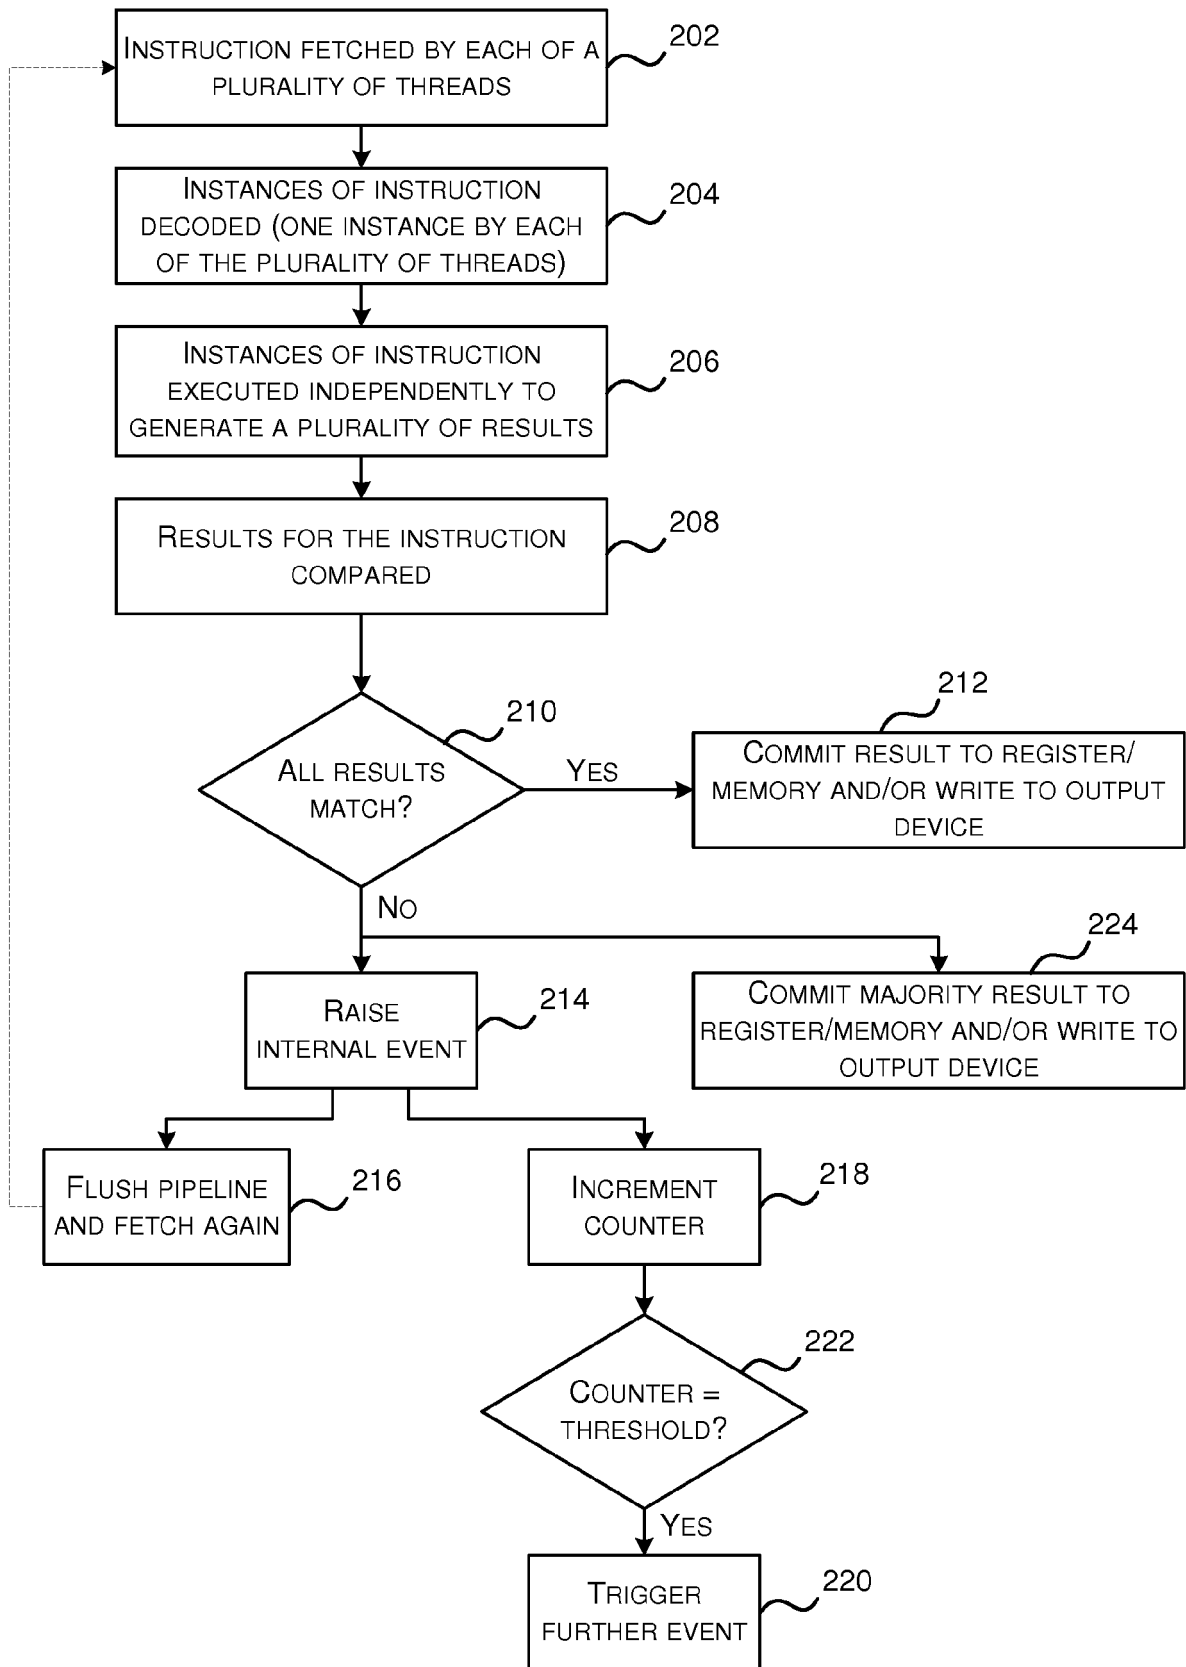 INSTRUCTION FETCHED BY EACH OF A
PLURALITY OF THREADS
202
INSTANCES OF INSTRUCTION
DECODED (ONE INSTANCE BY EACH
OF THE PLURALITY OF THREADS)
204
INSTANCES OF INSTRUCTION
EXECUTED INDEPENDENTLY TO
GENERATE A PLURALITY OF RESULTS
206
RESULTS FOR THE INSTRUCTION
COMPARED
208
ALL RESULTS
MATCH?
210
YES
COMMIT RESULT TO REGISTER/
MEMORY AND/OR WRITE TO OUTPUT
DEVICE
212
NO
RAISE
INTERNAL EVENT
214
COMMIT MAJORITY RESULT TO
REGISTER/MEMORY AND/OR WRITE TO
OUTPUT DEVICE
224
FLUSH PIPELINE
AND FETCH AGAIN
216
INCREMENT
COUNTER
218
COUNTER =
THRESHOLD?
222
YES
TRIGGER
FURTHER EVENT
220